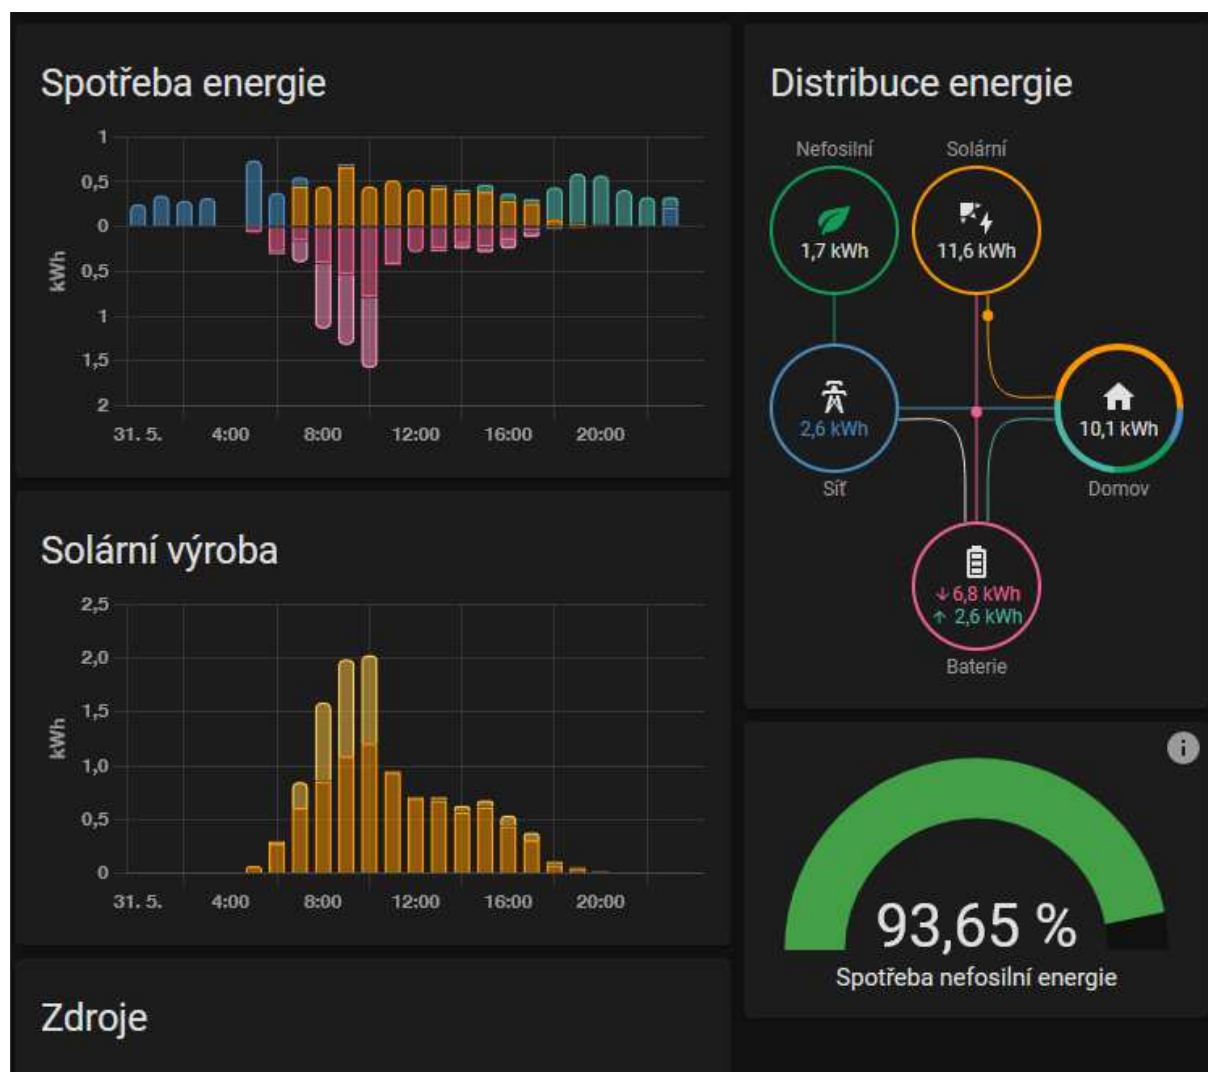 Spotřeba energie
1
0,5
0
0,5
1
1,5
2
kWh
31. 5.
4:00
8:00
12:00
16:00
20:00
Solární výroba
2,5
2,0
1,5
1,0
0,5
0
kWh
31. 5.
4:00
8:00
12:00
16:00
20:00
Zdroje
Distribuce energie
Nefosilní
Solární
1,7 kWh
11,6 kWh
2,6 kWh
10,1 kWh
Síť
Domov
↓ 6,8 kWh
↑ 2,6 kWh
Baterie
i
93,65 %
Spotřeba nefosilní energie